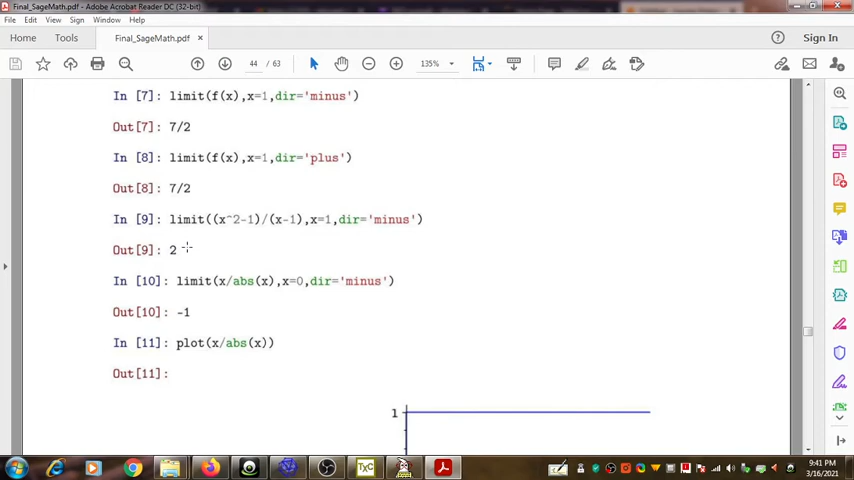 Final_SageMath.pdf - Adobe Acrobat Reader DC (32-bit)
File Edit View Sign Window Help
Home Tools Final_SageMath.pdf × Sign In
44 / 63 135%
In [7]: limit(f(x),x=1,dir='minus')
Out[7]: 7/2
In [8]: limit(f(x),x=1,dir='plus')
Out[8]: 7/2
In [9]: limit((x^2-1)/(x-1),x=1,dir='minus')
Out[9]: 2
In [10]: limit(x/abs(x),x=0,dir='minus')
Out[10]: -1
In [11]: plot(x/abs(x))
Out[11]:
1
TXC
9:41 PM
3/16/2021